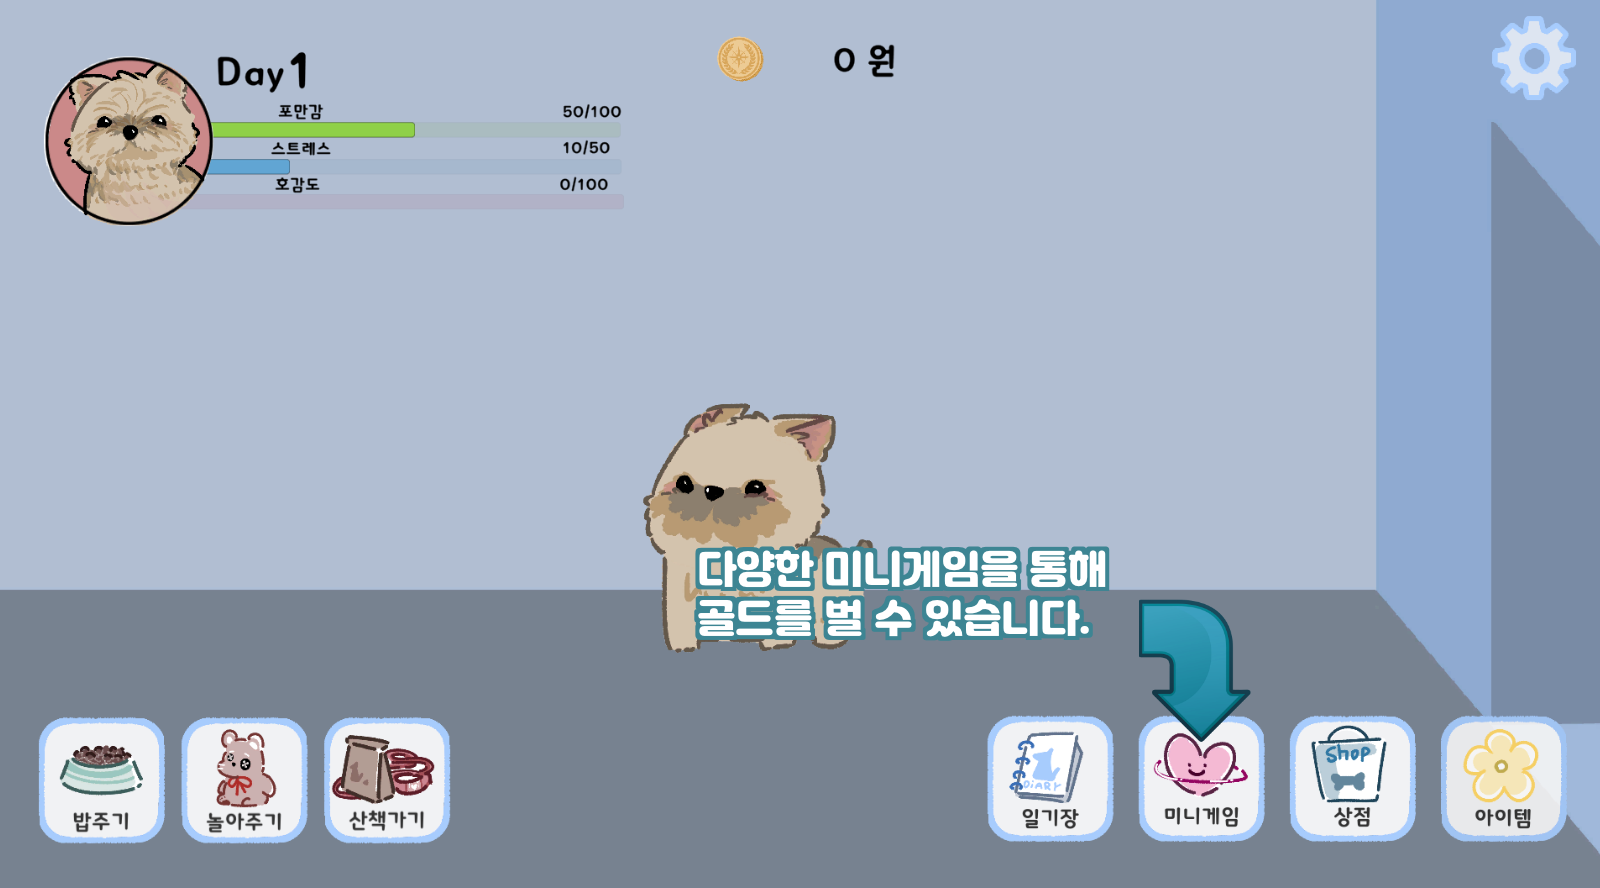 Day1
0 원
포만감 50/100
스트레스 10/50
호감도 0/100
다양한 미니게임을 통해
골드를 벌 수 있습니다.
밥주기
놀아주기
산책가기
DiARY
일기장
미니게임
Shop
상점
아이템